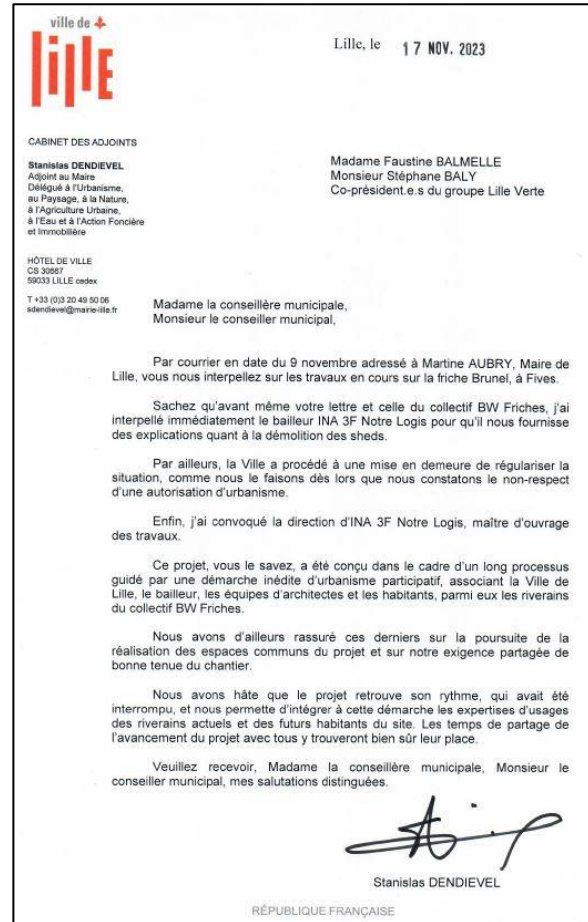 ville de
lille
Lille, le 17 NOV. 2023
CABINET DES ADJOINTS
Stanislas DENDIEVEL
Adjoint au Maire
Délégué à l'Urbanisme,
au Paysage, à la Nature,
à l'Agriculture Urbaine,
à l'Eau et à l'Action Foncière
et Immobilière
Madame Faustine BALMELLE
Monsieur Stéphane BALY
Co-président.e.s du groupe Lille Verte
HÔTEL DE VILLE
CS 30667
59033 LILLE cedex
T +33 (0)3 20 49 50 06
sdendievel@mairie-lille.fr
Madame la conseillère municipale,
Monsieur le conseiller municipal,
Par courrier en date du 9 novembre adressé à Martine AUBRY, Maire de
Lille, vous nous interpellez sur les travaux en cours sur la friche Brunel, à Fives.
Sachez qu'avant même votre lettre et celle du collectif BW Friches, j'ai
interpellé immédiatement le bailleur INA 3F Notre Logis pour qu'il nous fournisse
des explications quant à la démolition des sheds.
Par ailleurs, la Ville a procédé à une mise en demeure de régulariser la
situation, comme nous le faisons dès lors que nous constatons le non-respect
d'une autorisation d'urbanisme.
Enfin, j'ai convoqué la direction d'INA 3F Notre Logis, maître d'ouvrage
des travaux.
Ce projet, vous le savez, a été conçu dans le cadre d'un long processus
guidé par une démarche inédite d'urbanisme participatif, associant la Ville de
Lille, le bailleur, les équipes d'architectes et les habitants, parmi eux les riverains
du collectif BW Friches.
Nous avons d'ailleurs rassuré ces derniers sur la poursuite de la
réalisation des espaces communs du projet et sur notre exigence partagée de
bonne tenue du chantier.
Nous avons hâte que le projet retrouve son rythme, qui avait été
interrompu, et nous permette d'intégrer à cette démarche les expertises d'usages
des riverains actuels et des futurs habitants du site. Les temps de partage de
l'avancement du projet avec tous y trouveront bien sûr leur place.
Veuillez recevoir, Madame la conseillère municipale, Monsieur le
conseiller municipal, mes salutations distinguées.
Stanislas DENDIEVEL
RÉPUBLIQUE FRANÇAISE